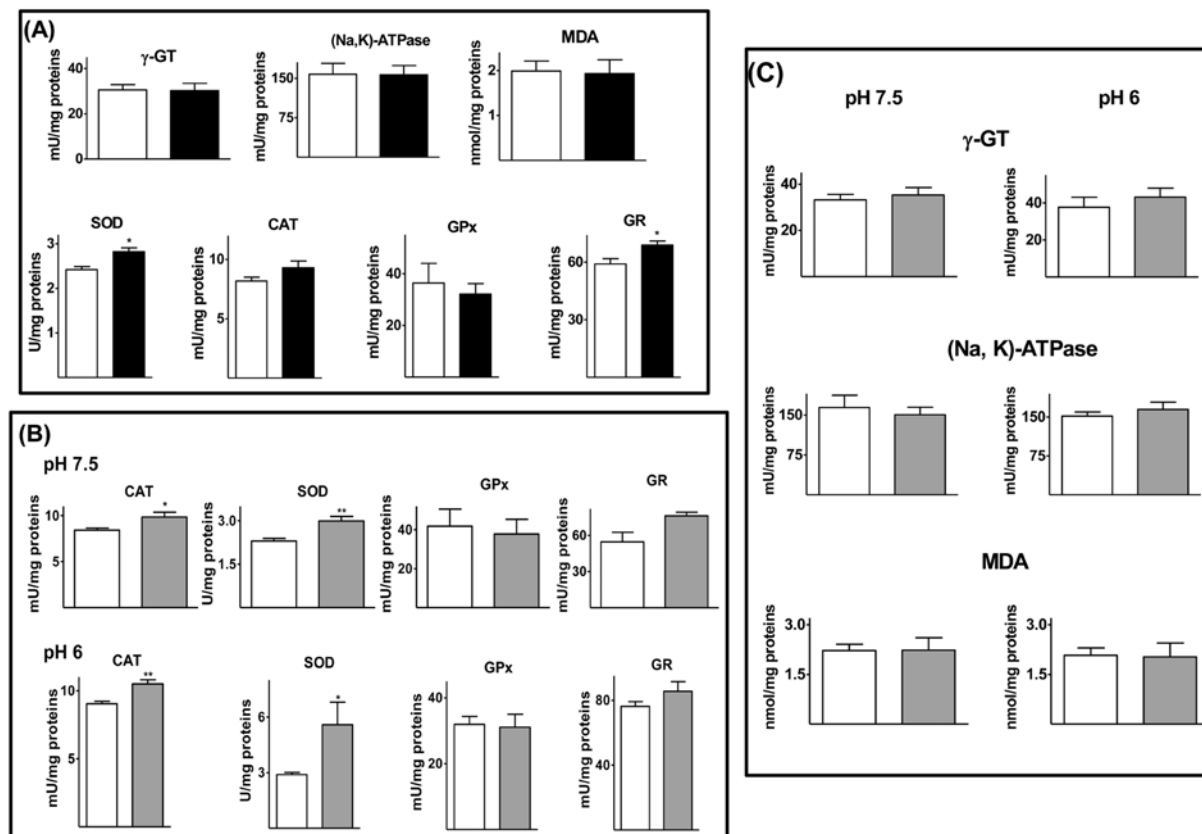 (A)
γ-GT
mU/mg proteins
40
20
0
(Na,K)-ATPase
mU/mg proteins
150
75
MDA
nmol/mg proteins
2
1
SOD
U/mg proteins
3
2
1
*
CAT
mU/mg proteins
10
5
GPx
mU/mg proteins
40
20
GR
mU/mg proteins
60
30
*
(B)
pH 7.5
CAT
mU/mg proteins
10
5
*
SOD
U/mg proteins
3.0
1.5
**
GPx
mU/mg proteins
40
20
GR
mU/mg proteins
60
30
pH 6
CAT
mU/mg proteins
10
5
**
SOD
U/mg proteins
6
3
*
GPx
mU/mg proteins
40
20
GR
mU/mg proteins
80
40
(C)
pH 7.5
pH 6
γ-GT
mU/mg proteins
40
20
mU/mg proteins
40
20
(Na, K)-ATPase
mU/mg proteins
150
75
mU/mg proteins
150
75
MDA
nmol/mg proteins
3.0
1.5
nmol/mg proteins
3.0
1.5